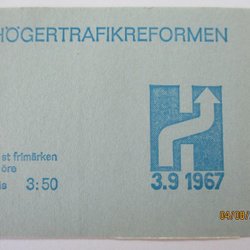 HÖGERTRAFIKREFORMEN
st frimärken
öre
3:50
3.9 1967